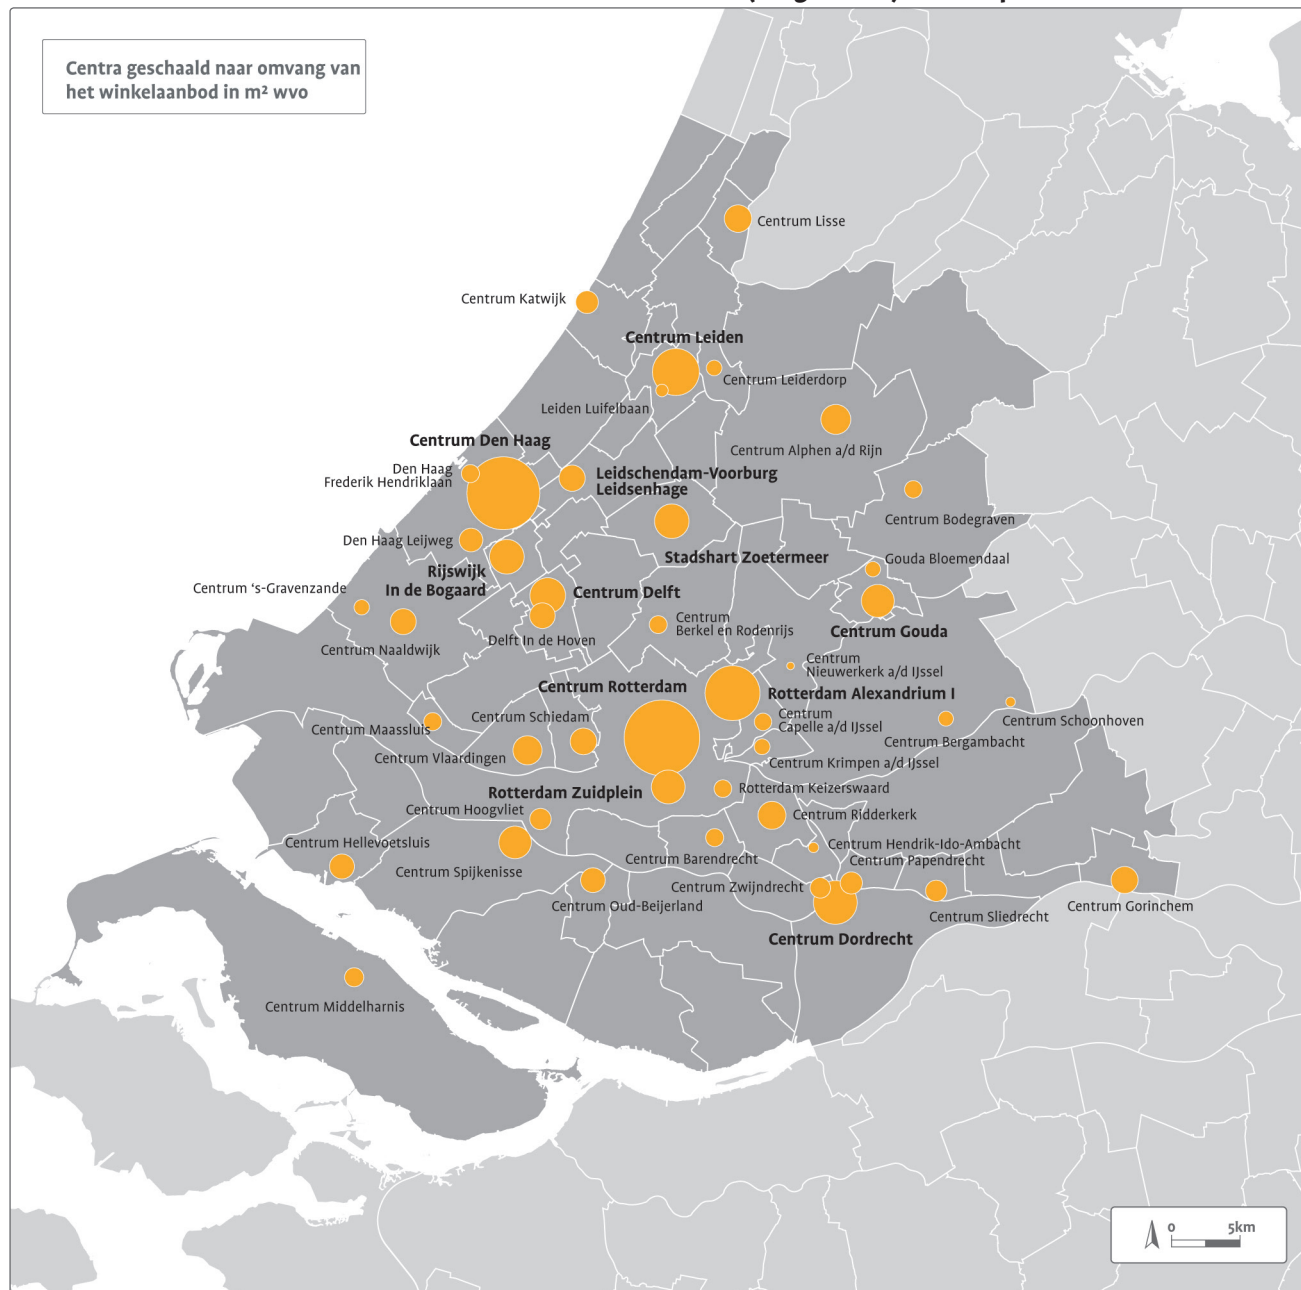 Centra geschaald naar omvang van
het winkelaanbod in m² wvo
Centrum Lisse
Centrum Katwijk
Centrum Leiden
Centrum Leiderdorp
Leiden Luifelbaan
Centrum Alphen a/d Rijn
Centrum Den Haag
Den Haag
Frederik Hendriklaan
Leidschendam-Voorburg
Leidsenhage
Centrum Bodegraven
Den Haag Leijweg
Stadshart Zoetermeer
Gouda Bloemendaal
Rijswijk
In de Bogaard
Centrum ‘s-Gravenzande
Centrum Delft
Centrum Naaldwijk
Delft In de Hoven
Centrum
Berkel en Rodenrijs
Centrum Gouda
Centrum
Nieuwerkerk a/d IJssel
Centrum Rotterdam
Rotterdam Alexandrium I
Centrum Schoonhoven
Centrum Maassluis
Centrum Schiedam
Centrum
Capelle a/d IJssel
Centrum Bergambacht
Centrum Vlaardingen
Centrum Krimpen a/d IJssel
Rotterdam Zuidplein
Rotterdam Keizerswaard
Centrum Hoogvliet
Centrum Ridderkerk
Centrum Hellevoetsluis
Centrum Hendrik-Ido-Ambacht
Centrum Barendrecht
Centrum Papendrecht
Centrum Spijkenisse
Centrum Zwijndrecht
Centrum Oud-Beijerland
Centrum Sliedrecht
Centrum Gorinchem
Centrum Dordrecht
Centrum Middelharnis
0 5km